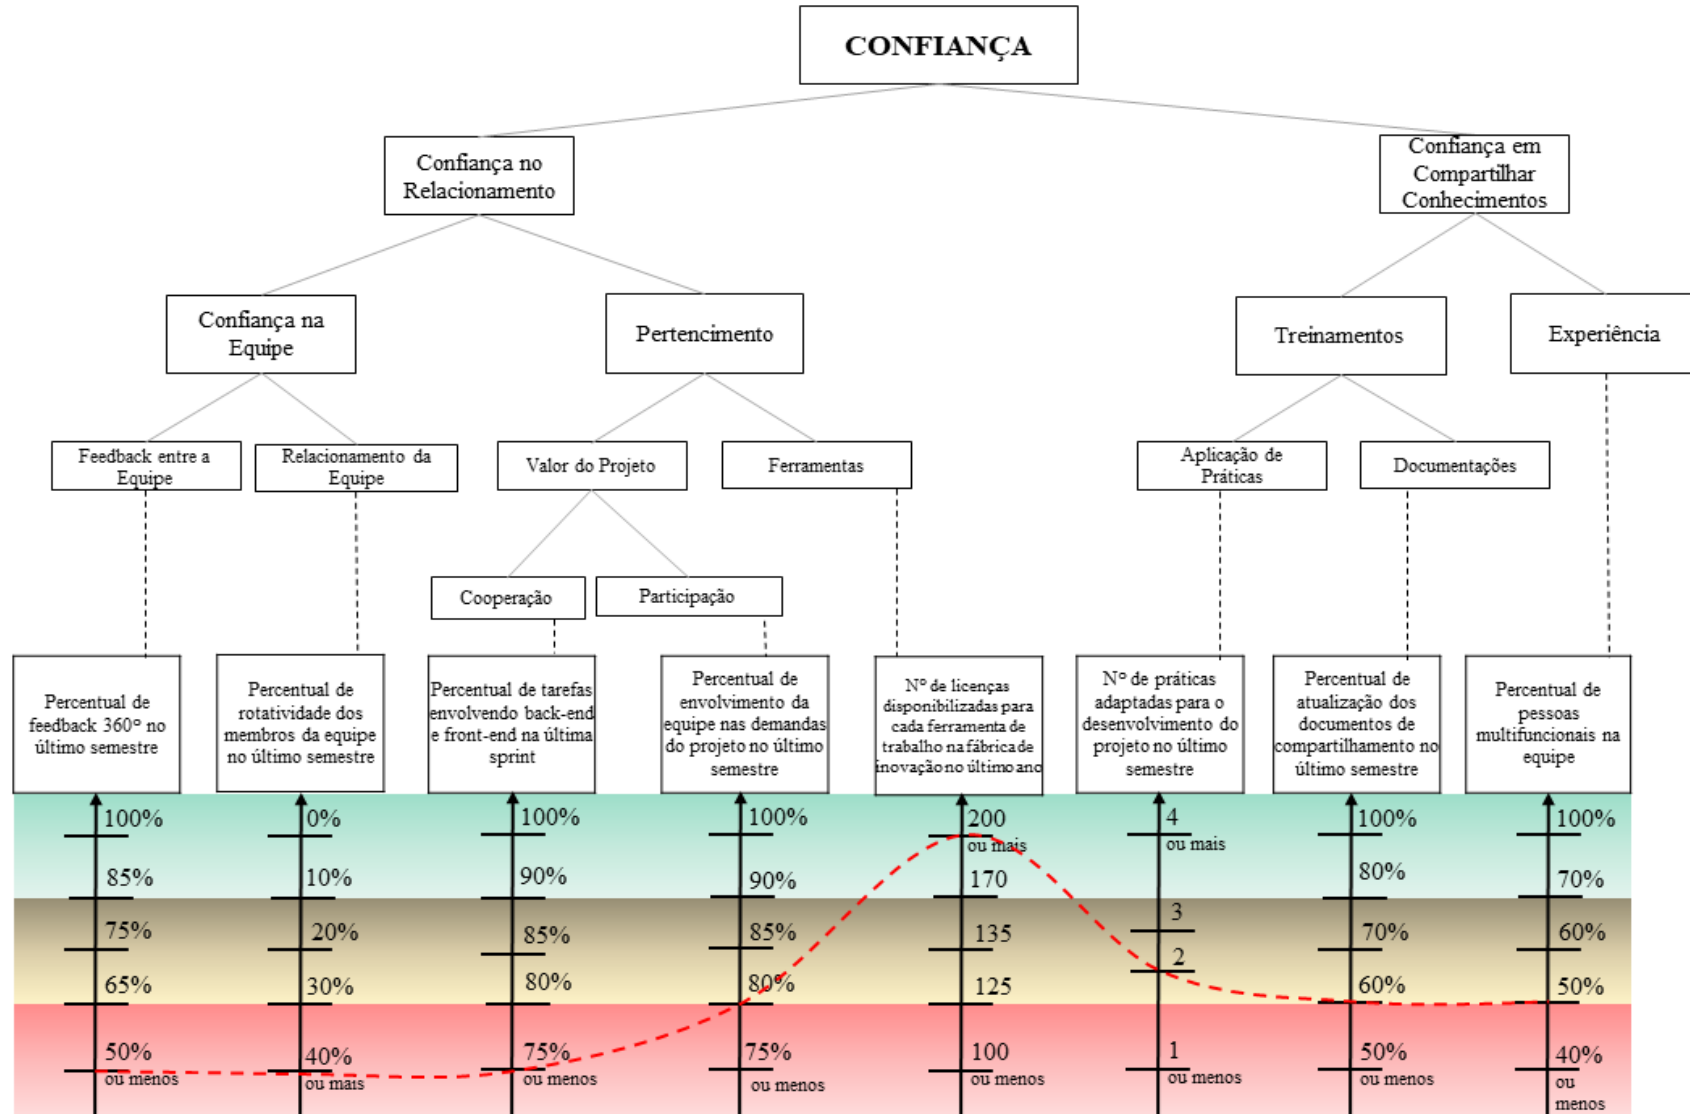 CONFIANÇA
Confiança no
Relacionamento
Confiança em
Compartilhar
Conhecimentos
Confiança na
Equipe
Pertencimento
Treinamentos
Experiência
Feedback entre a
Equipe
Relacionamento da
Equipe
Valor do Projeto
Ferramentas
Aplicação de
Práticas
Documentações
Cooperação
Participação
Percentual de
feedback 360º no
último semestre
Percentual de
rotatividade dos
membros da equipe
no último semestre
Percentual de tarefas
envolvendo back-end
e front-end na última
sprint
Percentual de
envolvimento da
equipe nas demandas
do projeto no último
semestre
Nº de licenças
disponibilizadas para
cada ferramenta de
trabalho na fábrica de
inovação no último ano
Nº de práticas
adaptadas para o
desenvolvimento do
projeto no último
semestre
Percentual de
atualização dos
documentos de
compartilhamento no
último semestre
Percentual de
pessoas
multifuncionais na
equipe
100%
85%
75%
65%
50%
ou menos
0%
10%
20%
30%
40%
ou mais
100%
90%
85%
80%
75%
ou menos
100%
90%
85%
80%
75%
ou menos
200
ou mais
170
135
125
100
ou menos
4
ou mais
3
2
1
ou menos
100%
80%
70%
60%
50%
ou menos
100%
70%
60%
50%
40%
ou
menos